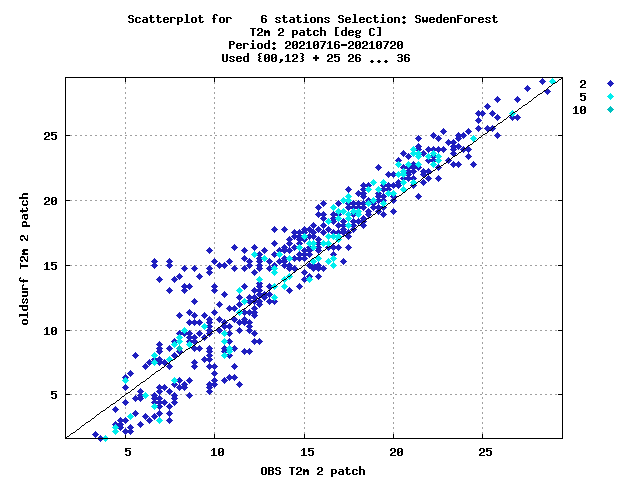 Scatterplot for    6 stations Selection: SwedenForest
T2m 2 patch [deg C]
Period: 20210716-20210720
Used {00,12} + 25 26 ... 36
2
5
10
25
20
15
10
5
oldsurf T2m 2 patch
5 10 15 20 25
OBS T2m 2 patch